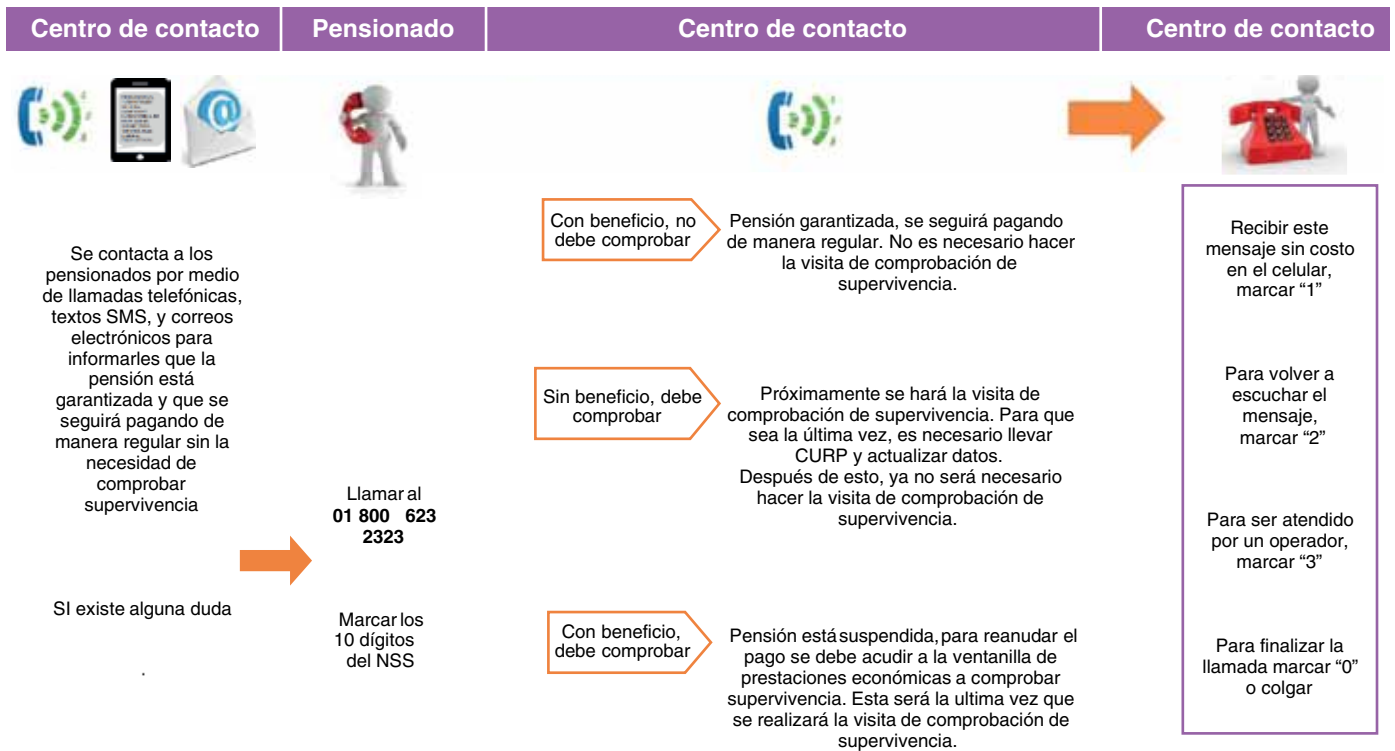 Centro de contacto
Pensionado
Centro de contacto
Centro de contacto
Se contacta a los
pensionados por medio
de llamadas telefónicas,
textos SMS, y correos
electrónicos para
informarles que la
pensión está
garantizada y que se
seguirá pagando de
manera regular sin la
necesidad de
comprobar
supervivencia
SI existe alguna duda
.
Llamar al
01 800 623
2323
Marcar los
10 dígitos
del NSS
Con beneficio, no
debe comprobar
Pensión garantizada, se seguirá pagando
de manera regular. No es necesario hacer
la visita de comprobación de
supervivencia.
Sin beneficio, debe
comprobar
Próximamente se hará la visita de
comprobación de supervivencia. Para que
sea la última vez, es necesario llevar
CURP y actualizar datos.
Después de esto, ya no será necesario
hacer la visita de comprobación de
supervivencia.
Con beneficio,
debe comprobar
Pensión está suspendida, para reanudar el
pago se debe acudir a la ventanilla de
prestaciones económicas a comprobar
supervivencia. Esta será la ultima vez que
se realizará la visita de comprobación de
supervivencia.
Recibir este
mensaje sin costo
en el celular,
marcar “1”
Para volver a
escuchar el
mensaje,
marcar “2”
Para ser atendido
por un operador,
marcar “3”
Para finalizar la
llamada marcar “0”
o colgar